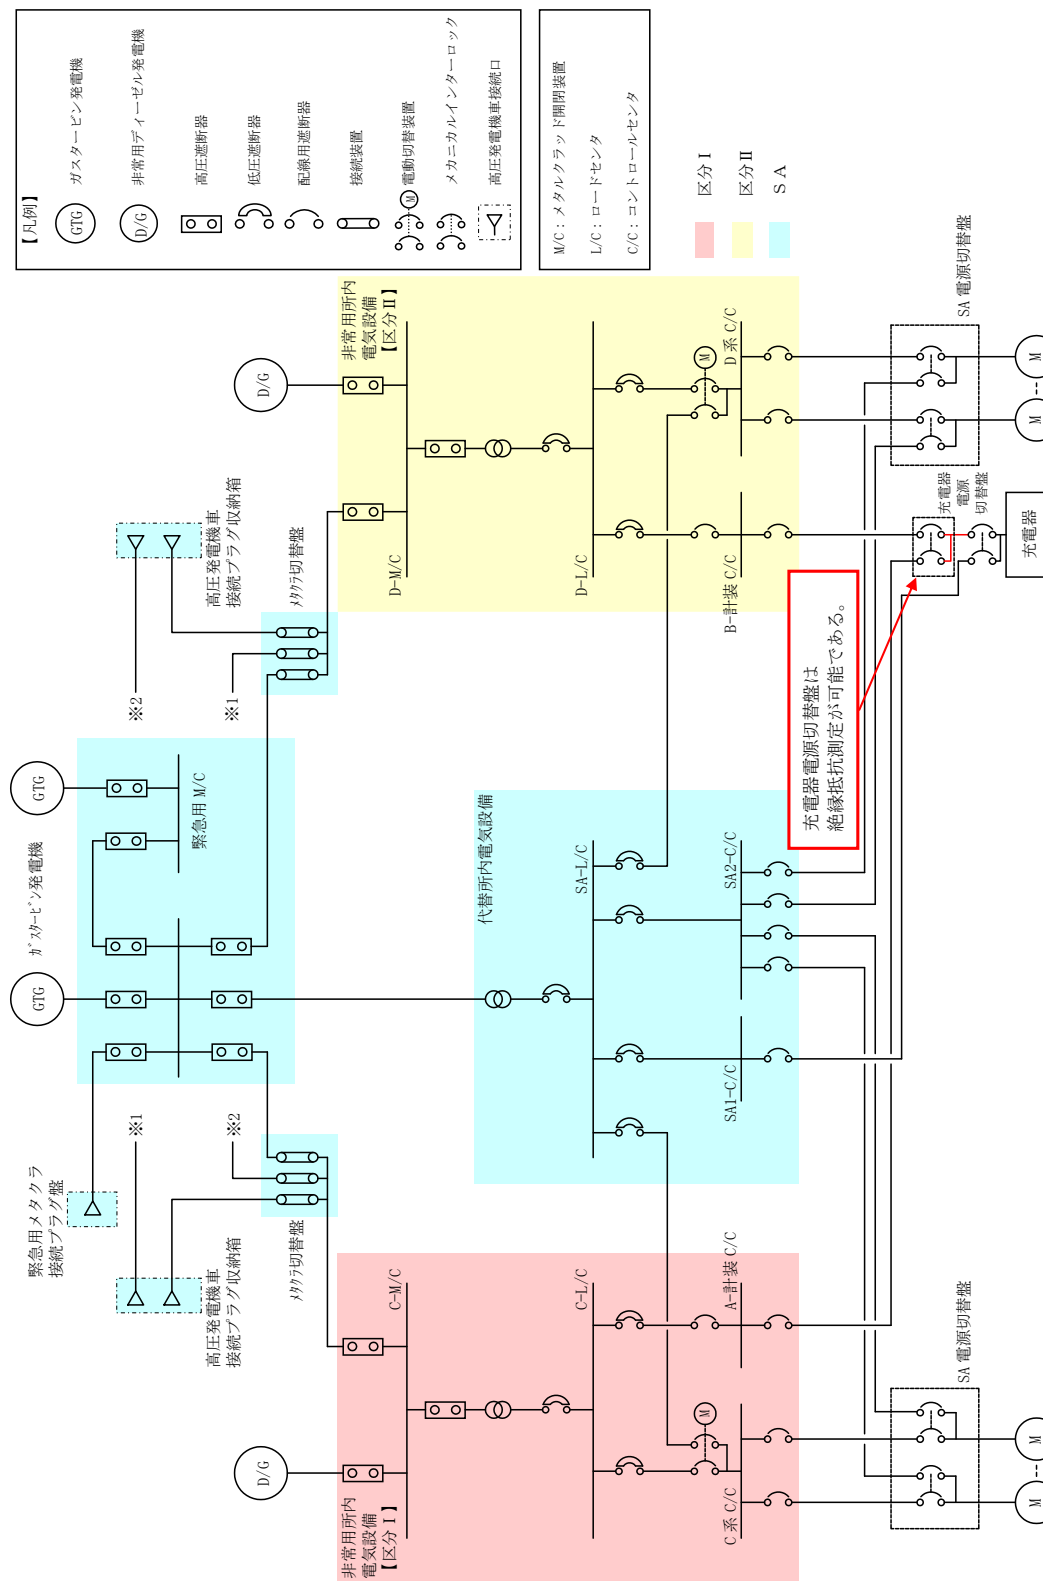 【凡例】
GTG
ガスタービン発電機
D/G
非常用ディーゼル発電機
高圧遮断器
低圧遮断器
配線用遮断器
接続装置
M
電動切替装置
メカニカルインターロック
高圧発電機車接続口
M/C：メタルクラッド開閉装置
L/C：ロードセンタ
C/C：コントロールセンタ
区分Ⅰ
区分Ⅱ
ＳＡ
緊急用メタクラ
接続プラグ盤
GTG
ｶﾞｽﾀｰﾋﾞﾝ発電機
GTG
緊急用 M/C
※1
※2
高圧発電機車
接続プラグ収納箱
ﾒﾀｸﾗ切替盤
※2
※1
高圧発電機車
接続プラグ収納箱
ﾒﾀｸﾗ切替盤
D/G
非常用所内
電気設備
【区分Ⅰ】
C-M/C
C-L/C
M
C 系 C/C
A-計装 C/C
代替所内電気設備
SA-L/C
SA1-C/C
SA2-C/C
D/G
非常用所内
電気設備
【区分Ⅱ】
D-M/C
D-L/C
M
B-計装 C/C
D 系 C/C
充電器電源切替盤は
絶縁抵抗測定が可能である。
SA 電源切替盤
M
M
充電器
電源
切替盤
充電器
SA 電源切替盤
M
M